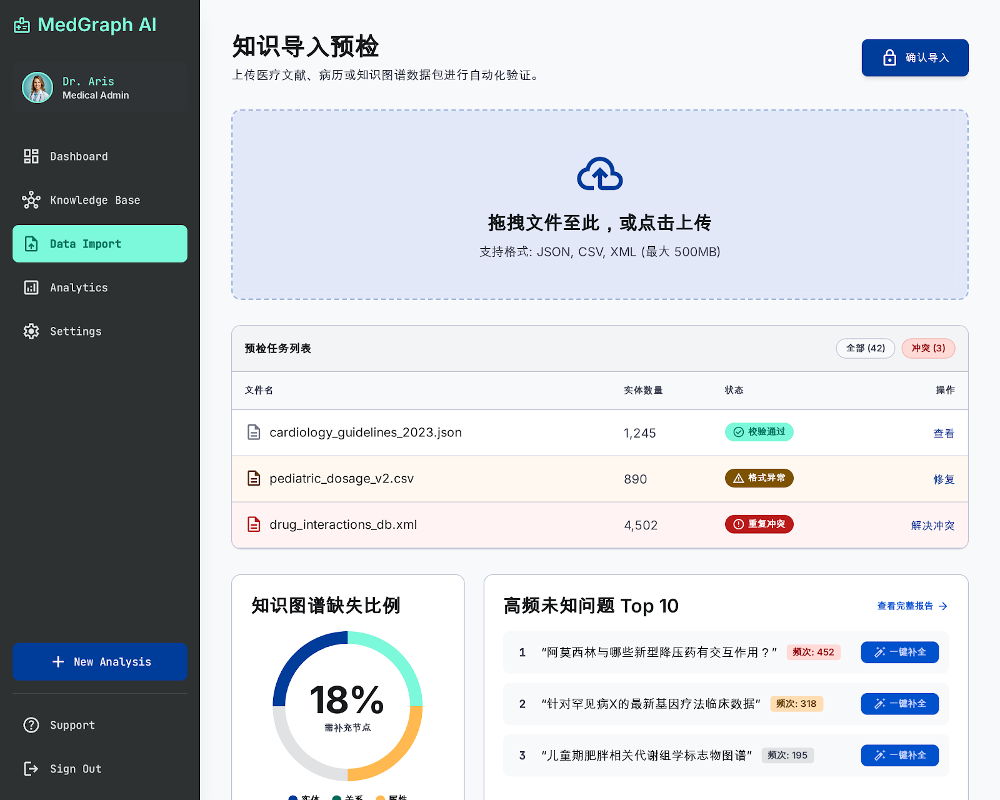 MedGraph AI
Dr. Aris
Medical Admin
Dashboard
Knowledge Base
Data Import
Analytics
Settings
New Analysis
Support
Sign Out
知识导入预检
上传医疗文献、病历或知识图谱数据包进行自动化验证。
确认导入
拖拽文件至此，或点击上传
支持格式: JSON, CSV, XML (最大 500MB)
预检任务列表
全部 (42)
冲突 (3)
文件名 实体数量 状态 操作
cardiology_guidelines_2023.json 1,245 校验通过 查看
pediatric_dosage_v2.csv 890 格式异常 修复
drug_interactions_db.xml 4,502 重复冲突 解决冲突
知识图谱缺失比例
18%
需补充节点
实体 关系 属性
高频未知问题 Top 10
查看完整报告
1 “阿莫西林与哪些新型降压药有交互作用？” 频次: 452 一键补全
2 “针对罕见病X的最新基因疗法临床数据” 频次: 318 一键补全
3 “儿童期肥胖相关代谢组学标志物图谱” 频次: 195 一键补全